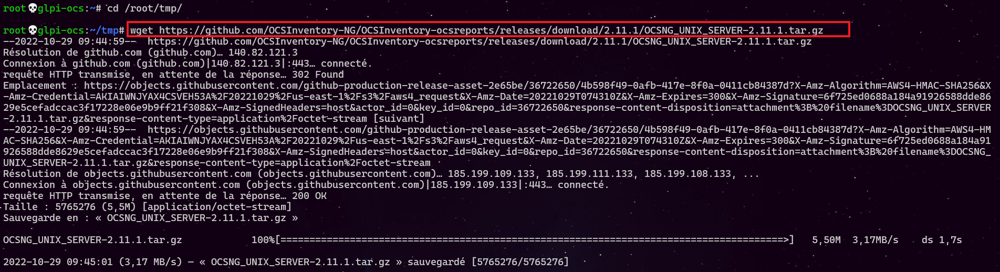 root💀glpi-ocs:~# cd /root/tmp/
root💀glpi-ocs:~/tmp# wget https://github.com/OCSInventory-NG/OCSInventory-ocsreports/releases/download/2.11.1/OCSNG_UNIX_SERVER-2.11.1.tar.gz
--2022-10-29 09:44:59--  https://github.com/OCSInventory-NG/OCSInventory-ocsreports/releases/download/2.11.1/OCSNG_UNIX_SERVER-2.11.1.tar.gz
Résolution de github.com (github.com)… 140.82.121.3
Connexion à github.com (github.com)|140.82.121.3|:443… connecté.
requête HTTP transmise, en attente de la réponse… 302 Found
Emplacement : https://objects.githubusercontent.com/github-production-release-asset-2e65be/36722650/4b598f49-0afb-417e-8f0a-0411cb84387d?X-Amz-Algorithm=AWS4-HMAC-SHA256&X
-Amz-Credential=AKIAIWNJYAX4CSVEH53A%2F20221029%2Fus-east-1%2Fs3%2Faws4_request&X-Amz-Date=20221029T074310Z&X-Amz-Expires=300&X-Amz-Signature=6f725ed0688a184a91926588dde86
29e5cefadccac3f17228e06e9b9ff21f308&X-Amz-SignedHeaders=host&actor_id=0&key_id=0&repo_id=36722650&response-content-disposition=attachment%3B%20filename%3DOCSNG_UNIX_SERVER
-2.11.1.tar.gz&response-content-type=application%2Foctet-stream [suivant]
--2022-10-29 09:44:59--  https://objects.githubusercontent.com/github-production-release-asset-2e65be/36722650/4b598f49-0afb-417e-8f0a-0411cb84387d?X-Amz-Algorithm=AWS4-HM
AC-SHA256&X-Amz-Credential=AKIAIWNJYAX4CSVEH53A%2F20221029%2Fus-east-1%2Fs3%2Faws4_request&X-Amz-Date=20221029T074310Z&X-Amz-Expires=300&X-Amz-Signature=6f725ed0688a184a91
926588dde8629e5cefadccac3f17228e06e9b9ff21f308&X-Amz-SignedHeaders=host&actor_id=0&key_id=0&repo_id=36722650&response-content-disposition=attachment%3B%20filename%3DOCSNG_
UNIX_SERVER-2.11.1.tar.gz&response-content-type=application%2Foctet-stream
Résolution de objects.githubusercontent.com (objects.githubusercontent.com)… 185.199.109.133, 185.199.111.133, 185.199.108.133, ...
Connexion à objects.githubusercontent.com (objects.githubusercontent.com)|185.199.109.133|:443… connecté.
requête HTTP transmise, en attente de la réponse… 200 OK
Taille : 5765276 (5,5M) [application/octet-stream]
Sauvegarde en : « OCSNG_UNIX_SERVER-2.11.1.tar.gz »
OCSNG_UNIX_SERVER-2.11.1.tar.gz            100%[=======================================================================================>]   5,50M  3,17MB/s    ds 1,7s
2022-10-29 09:45:01 (3,17 MB/s) — « OCSNG_UNIX_SERVER-2.11.1.tar.gz » sauvegardé [5765276/5765276]